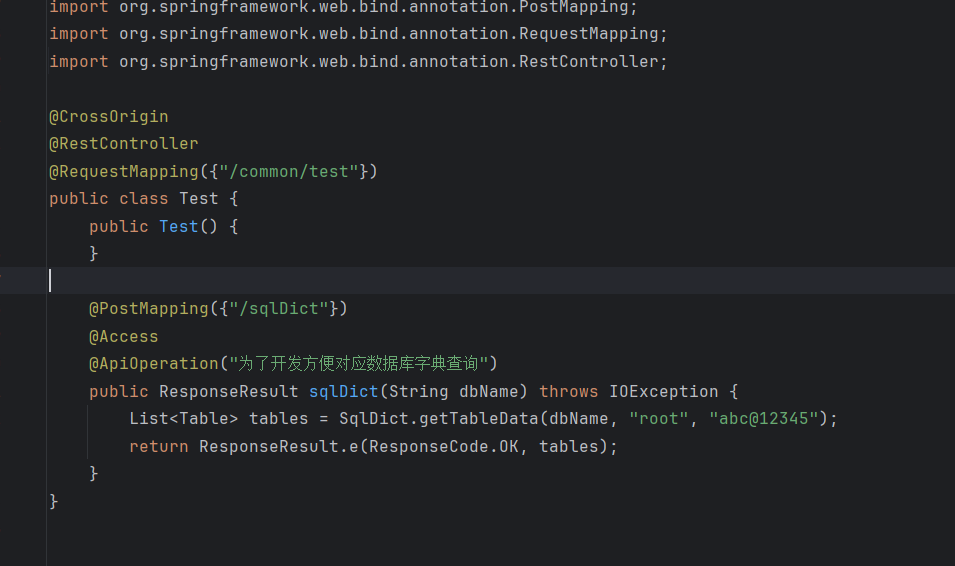 import org.springframework.web.bind.annotation.PostMapping;
import org.springframework.web.bind.annotation.RequestMapping;
import org.springframework.web.bind.annotation.RestController;
@CrossOrigin
@RestController
@RequestMapping({"/common/test"})
public class Test {
    public Test() {
    }
    @PostMapping({"/sqlDict"})
    @Access
    @ApiOperation("为了开发方便对应数据库字典查询")
    public ResponseResult sqlDict(String dbName) throws IOException {
        List<Table> tables = SqlDict.getTableData(dbName, "root", "abc@12345");
        return ResponseResult.e(ResponseCode.OK, tables);
    }
}